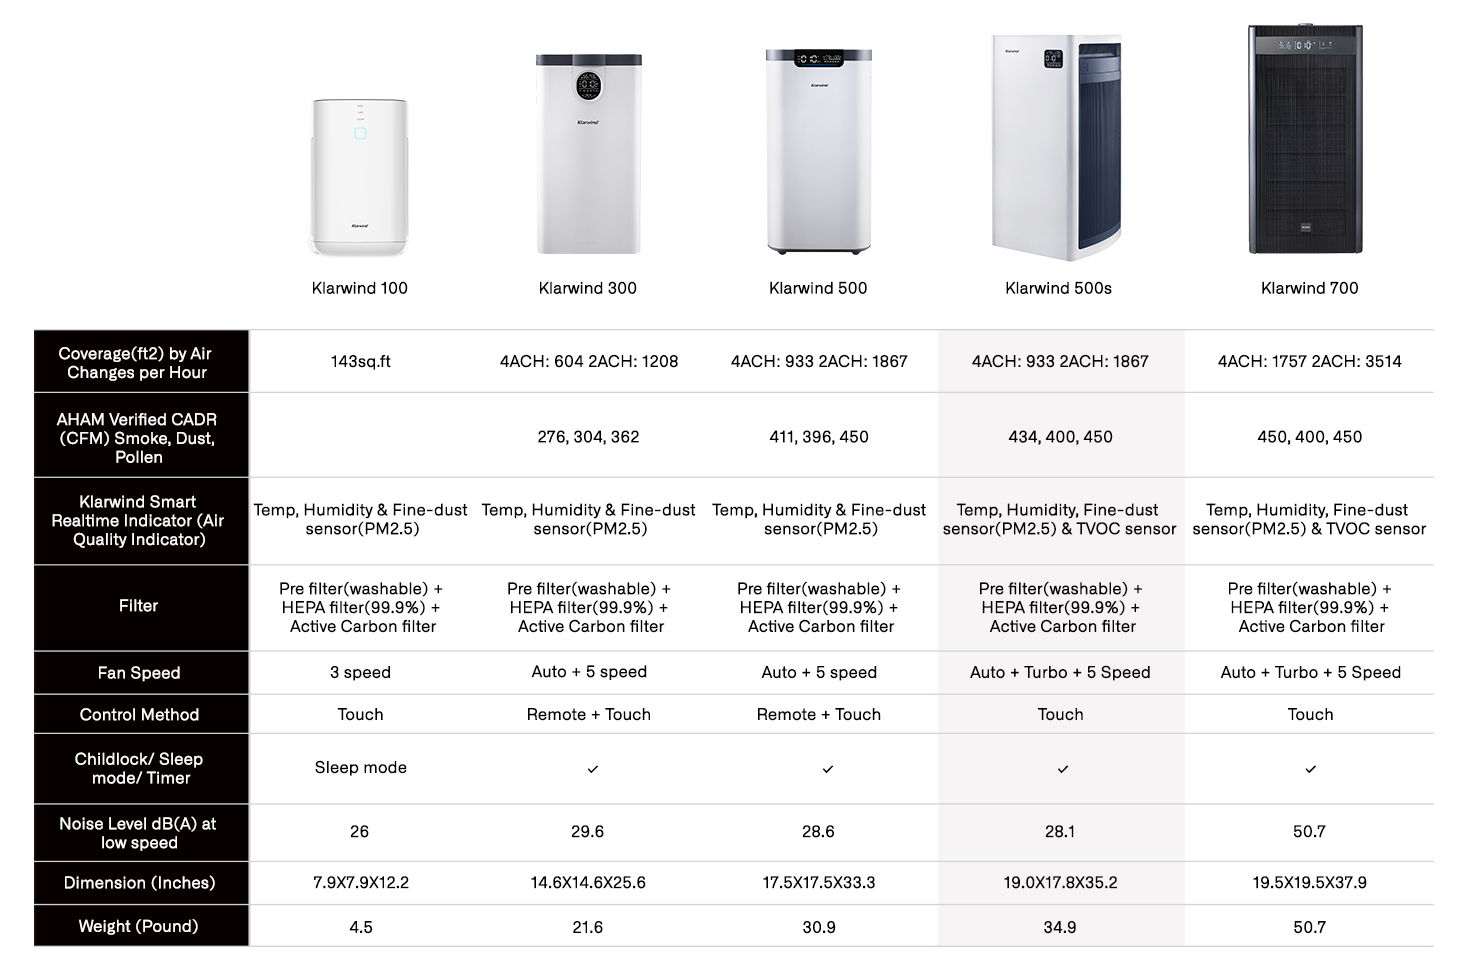 Klarwind
Klarwind
Klarwind
Klarwind
Klarwind 100
Klarwind 300
Klarwind 500
Klarwind 500s
Klarwind 700
Coverage(ft2) by Air
Changes per Hour
143sq.ft
4ACH: 604 2ACH: 1208
4ACH: 933 2ACH: 1867
4ACH: 933 2ACH: 1867
4ACH: 1757 2ACH: 3514
AHAM Verified CADR
(CFM) Smoke, Dust,
Pollen
276, 304, 362
411, 396, 450
434, 400, 450
450, 400, 450
Klarwind Smart
Realtime Indicator (Air
Quality Indicator)
Temp, Humidity & Fine-dust
sensor(PM2.5)
Temp, Humidity & Fine-dust
sensor(PM2.5)
Temp, Humidity & Fine-dust
sensor(PM2.5)
Temp, Humidity, Fine-dust
sensor(PM2.5) & TVOC sensor
Temp, Humidity, Fine-dust
sensor(PM2.5) & TVOC sensor
Filter
Pre filter(washable) +
HEPA filter(99.9%) +
Active Carbon filter
Pre filter(washable) +
HEPA filter(99.9%) +
Active Carbon filter
Pre filter(washable) +
HEPA filter(99.9%) +
Active Carbon filter
Pre filter(washable) +
HEPA filter(99.9%) +
Active Carbon filter
Pre filter(washable) +
HEPA filter(99.9%) +
Active Carbon filter
Fan Speed
3 speed
Auto + 5 speed
Auto + 5 speed
Auto + Turbo + 5 Speed
Auto + Turbo + 5 Speed
Control Method
Touch
Remote + Touch
Remote + Touch
Touch
Touch
Childlock/ Sleep
mode/ Timer
Sleep mode
✓
✓
✓
✓
Noise Level dB(A) at
low speed
26
29.6
28.6
28.1
50.7
Dimension (Inches)
7.9X7.9X12.2
14.6X14.6X25.6
17.5X17.5X33.3
19.0X17.8X35.2
19.5X19.5X37.9
Weight (Pound)
4.5
21.6
30.9
34.9
50.7